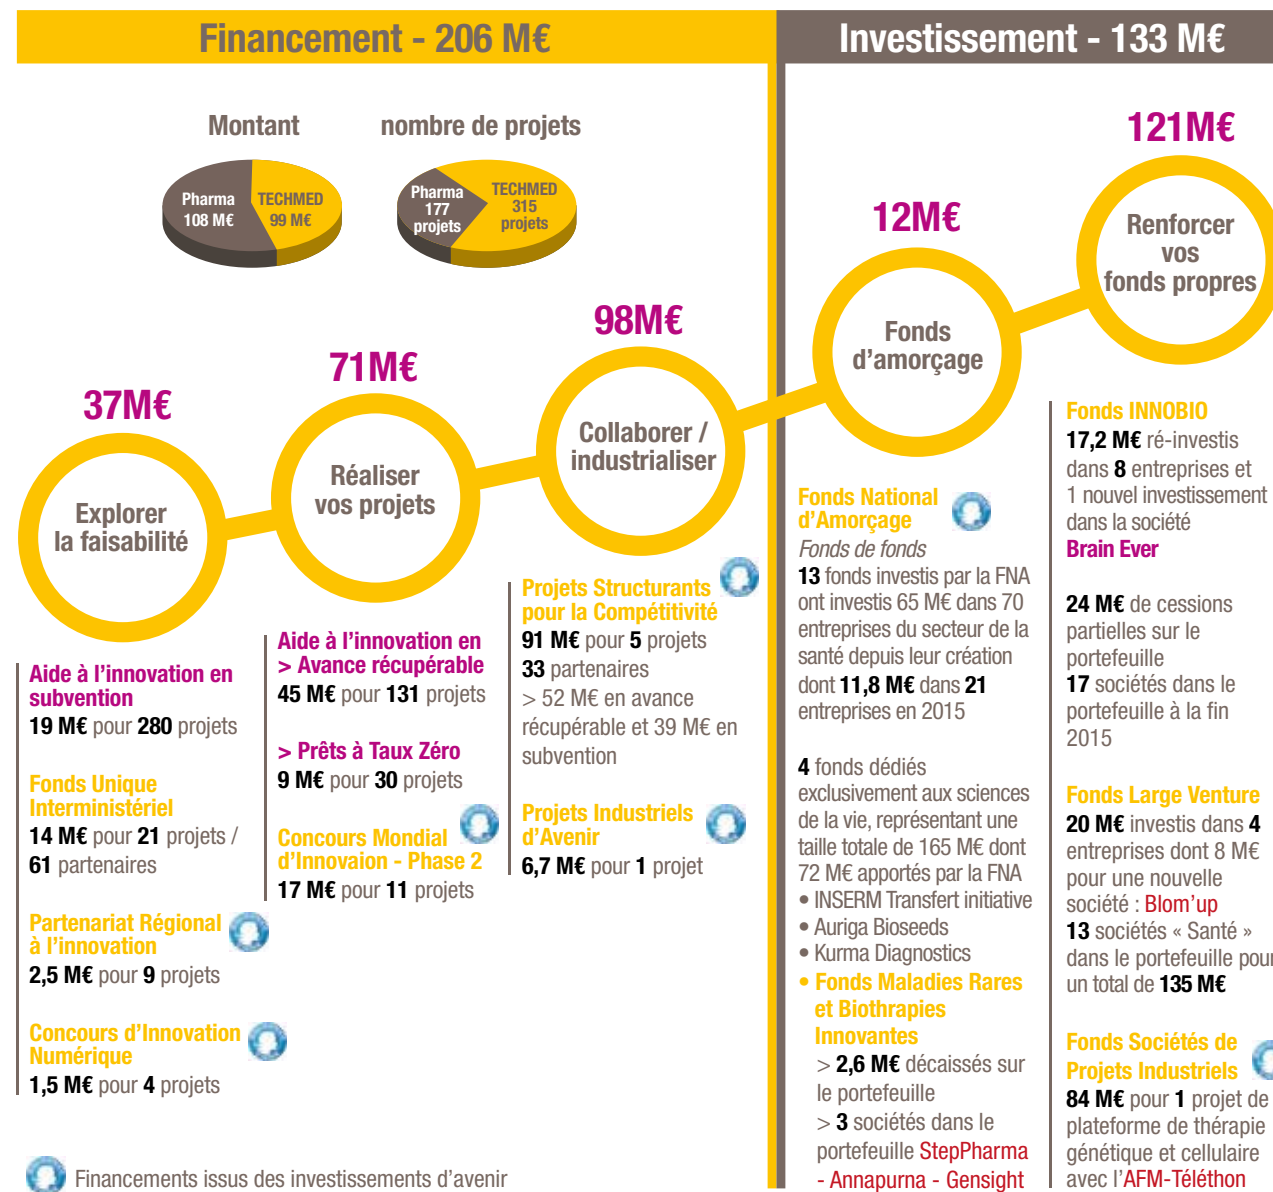 Financement - 206 M€
Montant
nombre de projets
Pharma
108 M€
TECHMED
99 M€
Pharma
177
projets
TECHMED
315
projets
37M€
Explorer
la faisabilité
Aide à l'innovation en
subvention
19 M€ pour 280 projets
Fonds Unique
Interministériel
14 M€ pour 21 projets /
61 partenaires
Partenariat Régional
à l'innovation
2,5 M€ pour 9 projets
Concours d'Innovation
Numérique
1,5 M€ pour 4 projets
71M€
Réaliser
vos projets
Aide à l'innovation en
> Avance récupérable
45 M€ pour 131 projets
> Prêts à Taux Zéro
9 M€ pour 30 projets
Concours Mondial
d'Innovaion - Phase 2
17 M€ pour 11 projets
98M€
Collaborer /
industrialiser
Projets Structurants
pour la Compétitivité
91 M€ pour 5 projets
33 partenaires
> 52 M€ en avance
récupérable et 39 M€ en
subvention
Projets Industriels
d'Avenir
6,7 M€ pour 1 projet
Financements issus des investissements d'avenir
Investissement - 133 M€
12M€
Fonds
d'amorçage
Fonds National
d'Amorçage
Fonds de fonds
13 fonds investis par la FNA
ont investis 65 M€ dans 70
entreprises du secteur de la
santé depuis leur création
dont 11,8 M€ dans 21
entreprises en 2015
4 fonds dédiés
exclusivement aux sciences
de la vie, représentant une
taille totale de 165 M€ dont
72 M€ apportés par la FNA
• INSERM Transfert initiative
• Auriga Bioseeds
• Kurma Diagnostics
• Fonds Maladies Rares
et Biothrapies
Innovantes
> 2,6 M€ décaissés sur
le portefeuille
> 3 sociétés dans le
portefeuille StepPharma
- Annapurna - Gensight
121M€
Renforcer
vos
fonds propres
Fonds INNOBIO
17,2 M€ ré-investis
dans 8 entreprises et
1 nouvel investissement
dans la société
Brain Ever
24 M€ de cessions
partielles sur le
portefeuille
17 sociétés dans le
portefeuille à la fin
2015
Fonds Large Venture
20 M€ investis dans 4
entreprises dont 8 M€
pour une nouvelle
société : Blom'up
13 sociétés « Santé »
dans le portefeuille pour
un total de 135 M€
Fonds Sociétés de
Projets Industriels
84 M€ pour 1 projet de
plateforme de thérapie
génétique et cellulaire
avec l'AFM-Téléthon